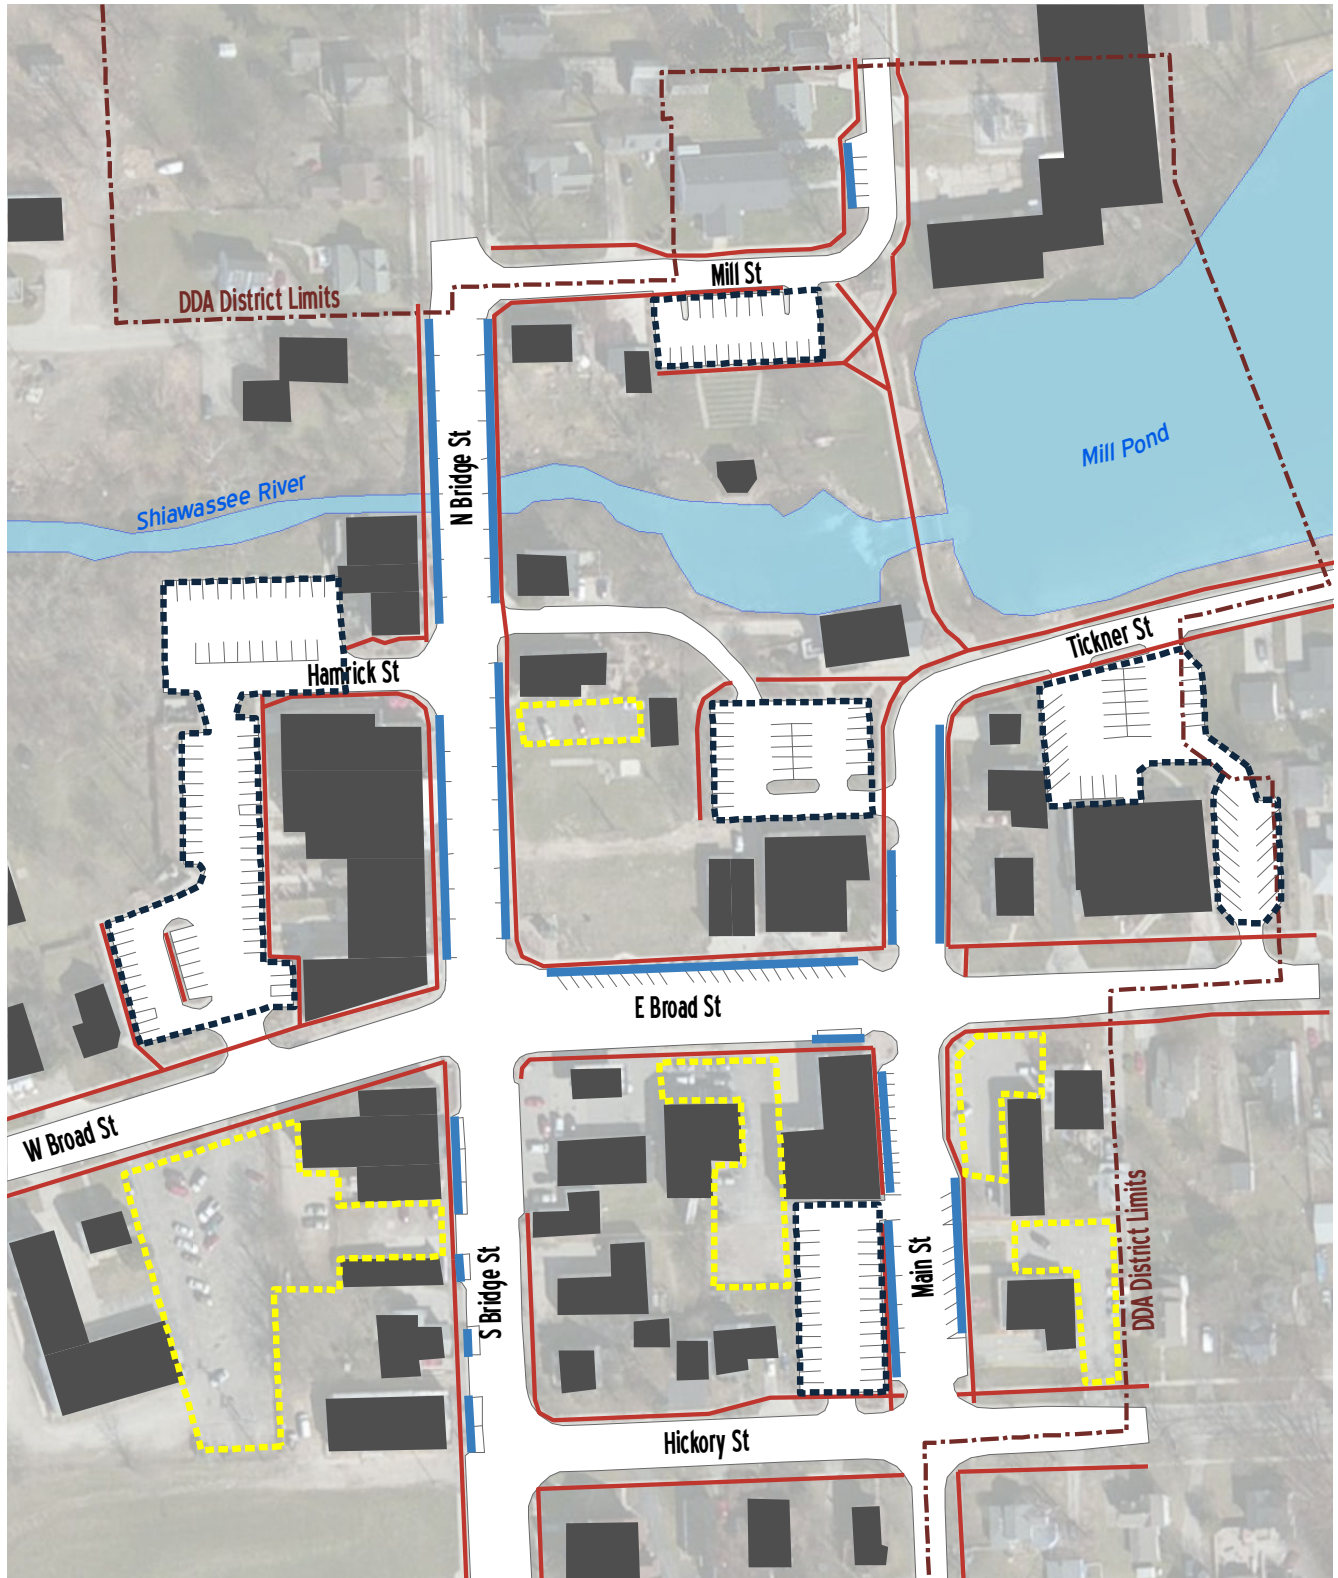 Mill St
DDA District Limits
N Bridge St
Mill Pond
Shiawassee River
Tickner St
Hamrick St
E Broad St
W Broad St
S Bridge St
Main St
DDA District Limits
Hickory St